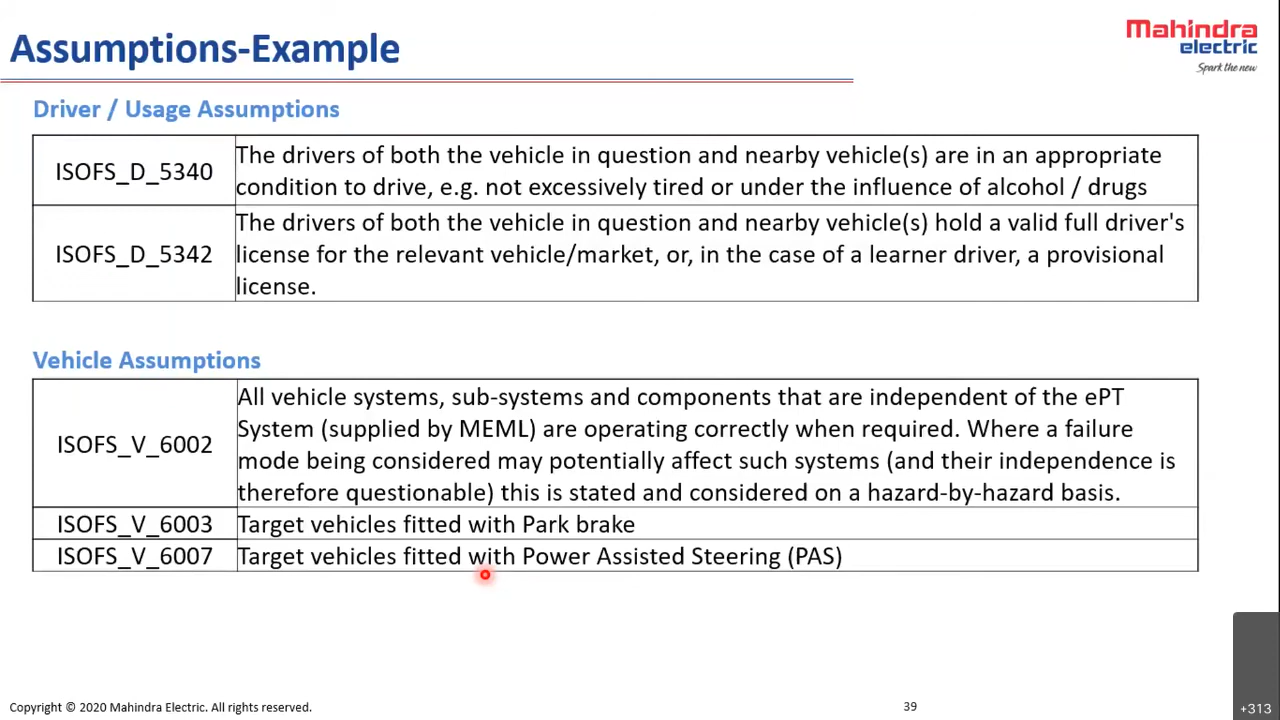 Assumptions-Example
Mahindra
electric
Spark the new
Driver / Usage Assumptions
ISOFS_D_5340
The drivers of both the vehicle in question and nearby vehicle(s) are in an appropriate
condition to drive, e.g. not excessively tired or under the influence of alcohol / drugs
ISOFS_D_5342
The drivers of both the vehicle in question and nearby vehicle(s) hold a valid full driver's
license for the relevant vehicle/market, or, in the case of a learner driver, a provisional
license.
Vehicle Assumptions
ISOFS_V_6002
All vehicle systems, sub-systems and components that are independent of the ePT
System (supplied by MEML) are operating correctly when required. Where a failure
mode being considered may potentially affect such systems (and their independence is
therefore questionable) this is stated and considered on a hazard-by-hazard basis.
ISOFS_V_6003
Target vehicles fitted with Park brake
ISOFS_V_6007
Target vehicles fitted with Power Assisted Steering (PAS)
Copyright © 2020 Mahindra Electric. All rights reserved.
39
+313